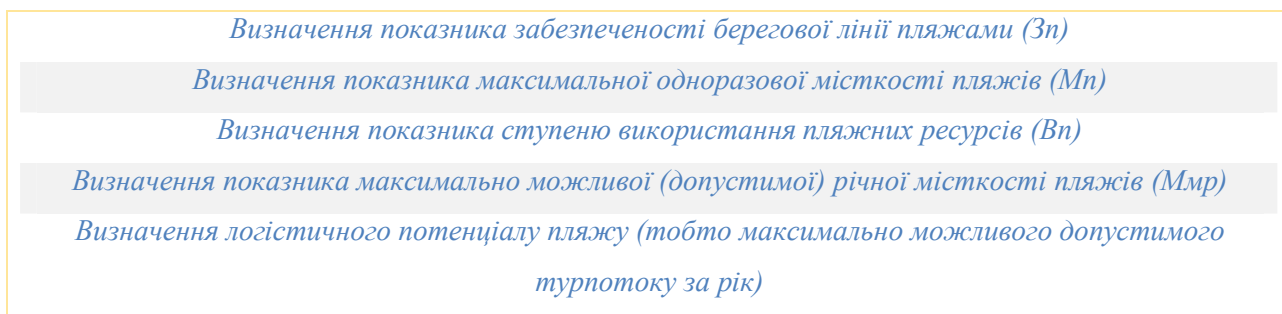 Визначення показника забезпеченості берегової лінії пляжами (Зп)
Визначення показника максимальної одноразової місткості пляжів (Мп)
Визначення показника ступеню використання пляжних ресурсів (Вп)
Визначення показника максимально можливої (допустимої) річної місткості пляжів (Ммр)
Визначення логістичного потенціалу пляжу (тобто максимально можливого допустимого
турпотоку за рік)